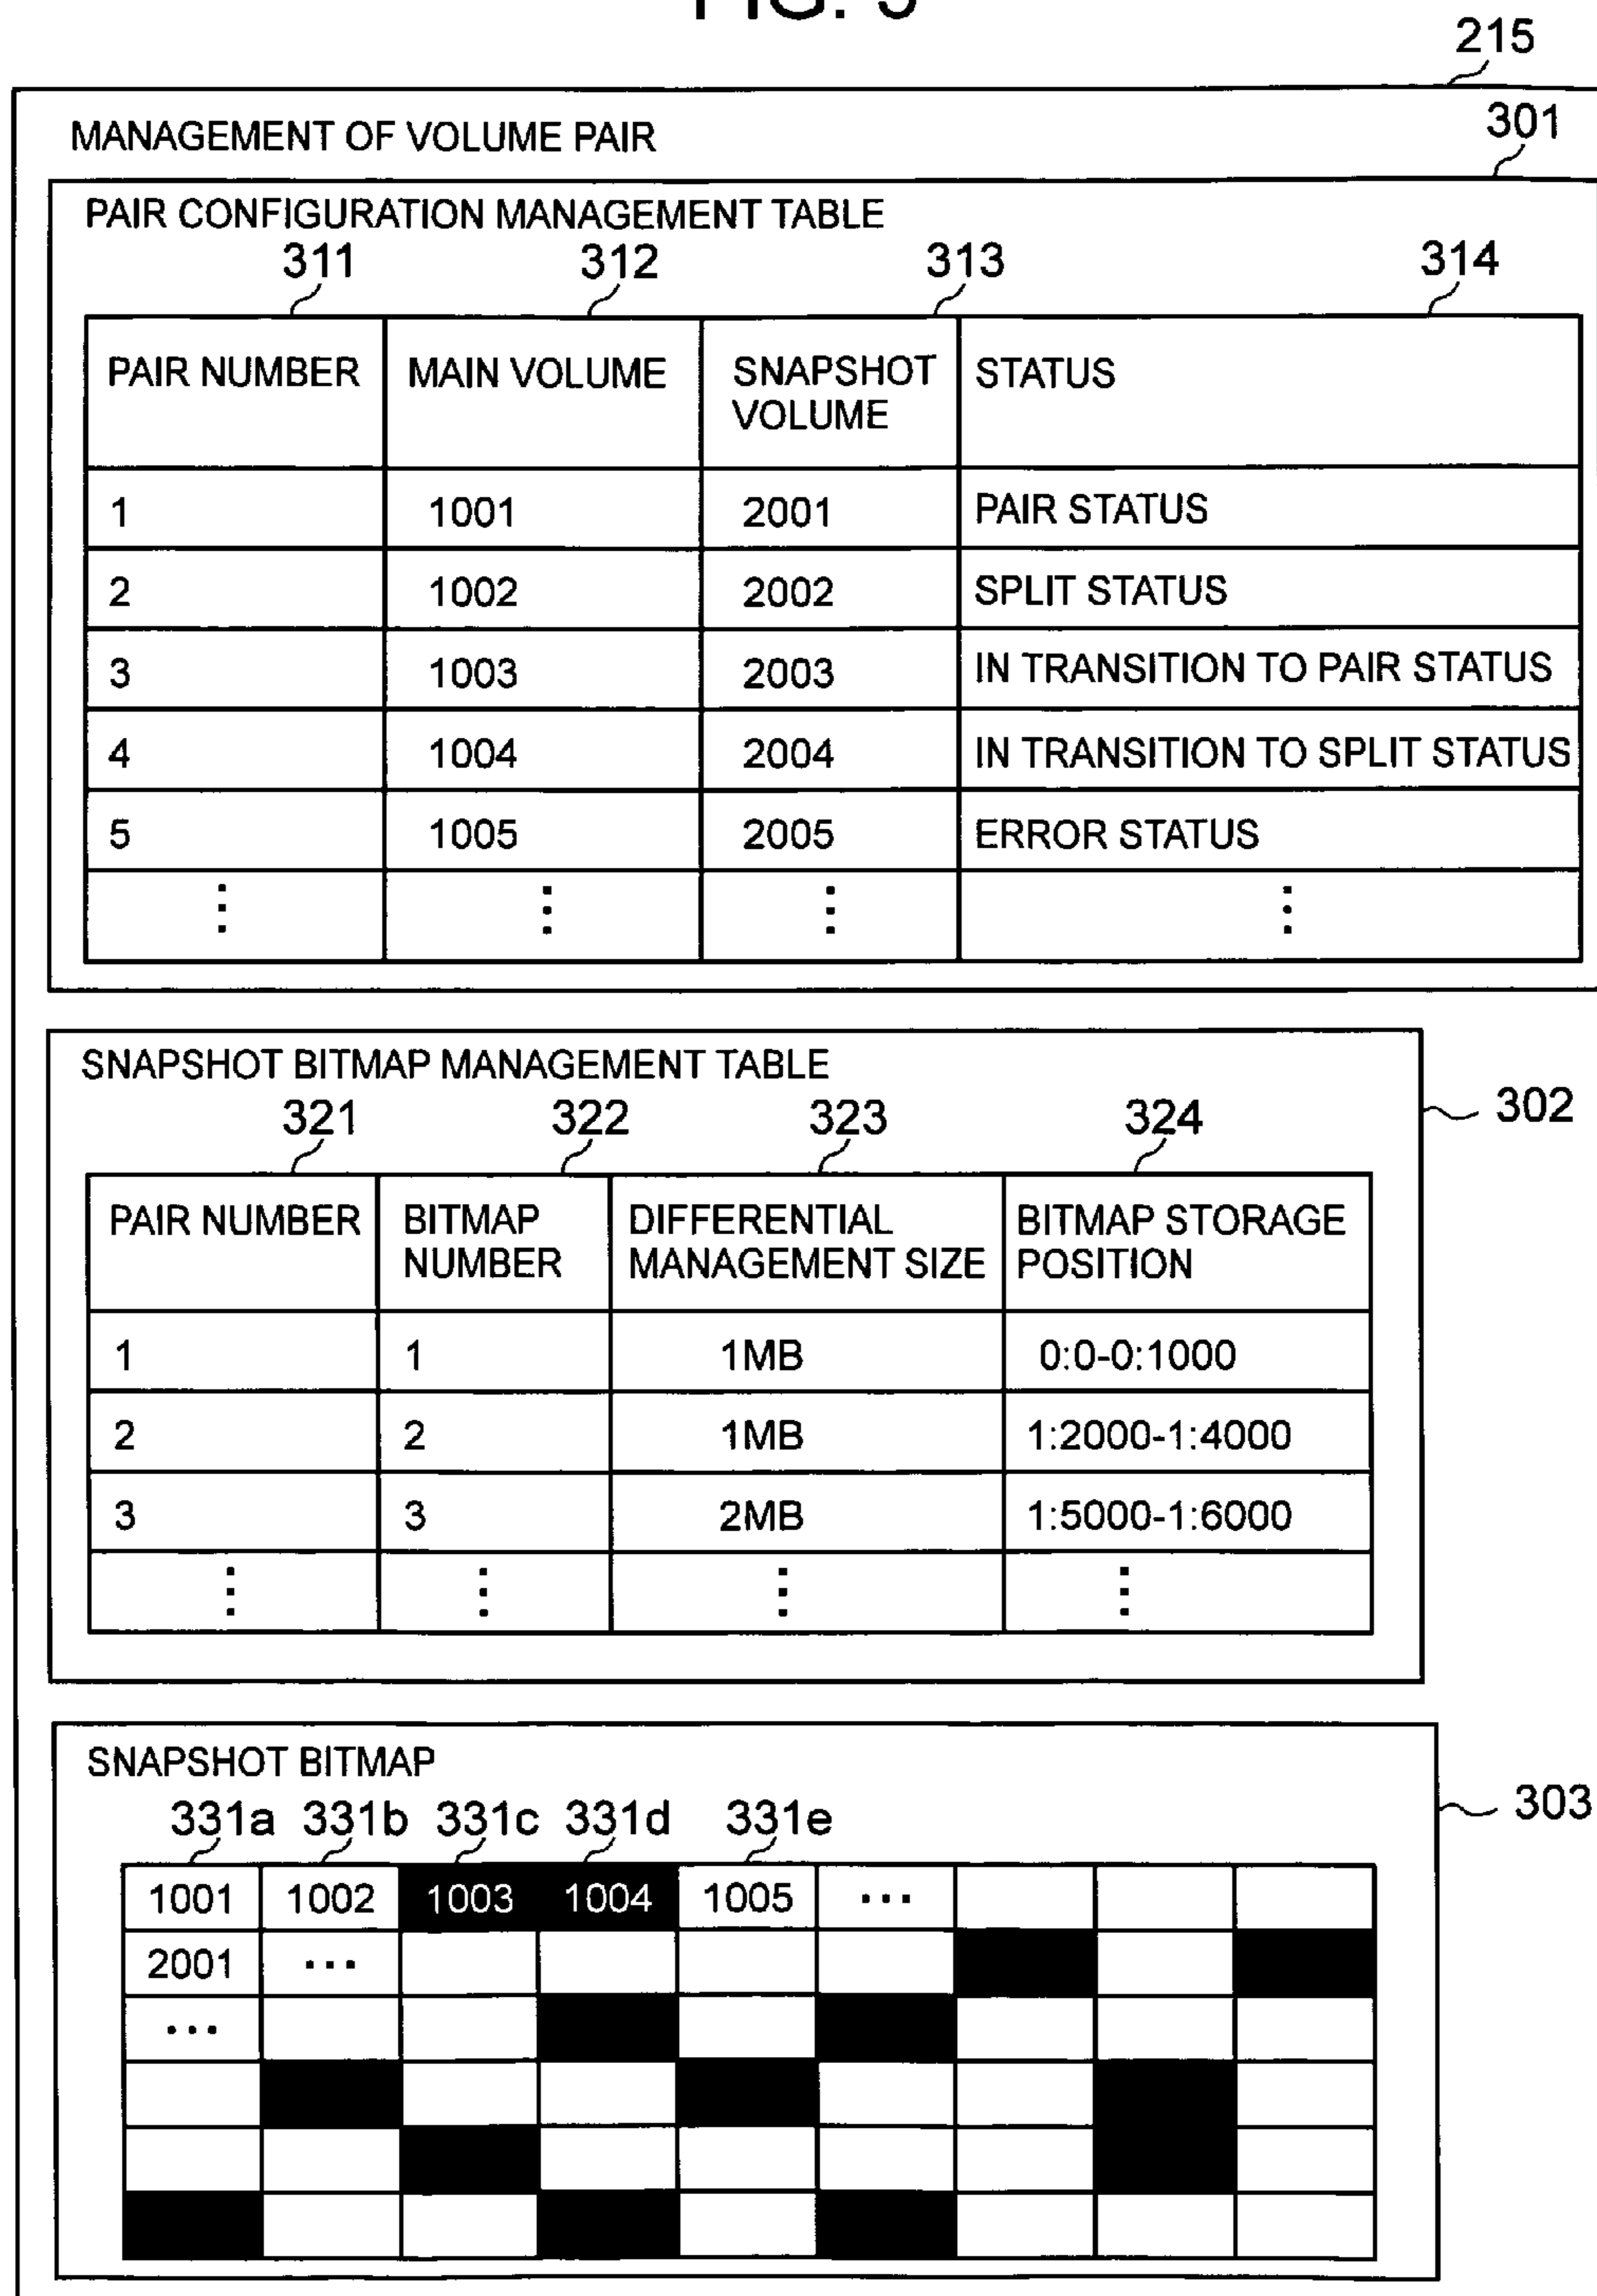 FIG. 3
215
MANAGEMENT OF VOLUME PAIR
301
PAIR CONFIGURATION MANAGEMENT TABLE
311 312 313 314
PAIR NUMBER MAIN VOLUME SNAPSHOT VOLUME STATUS
1 1001 2001 PAIR STATUS
2 1002 2002 SPLIT STATUS
3 1003 2003 IN TRANSITION TO PAIR STATUS
4 1004 2004 IN TRANSITION TO SPLIT STATUS
5 1005 2005 ERROR STATUS
⋮ ⋮ ⋮ ⋮
SNAPSHOT BITMAP MANAGEMENT TABLE
302
321 322 323 324
PAIR NUMBER BITMAP NUMBER DIFFERENTIAL MANAGEMENT SIZE BITMAP STORAGE POSITION
1 1 1MB 0:0-0:1000
2 2 1MB 1:2000-1:4000
3 3 2MB 1:5000-1:6000
⋮ ⋮ ⋮ ⋮
SNAPSHOT BITMAP
303
331a 331b 331c 331d 331e
1001 1002 1003 1004 1005 ...
2001 ...
...